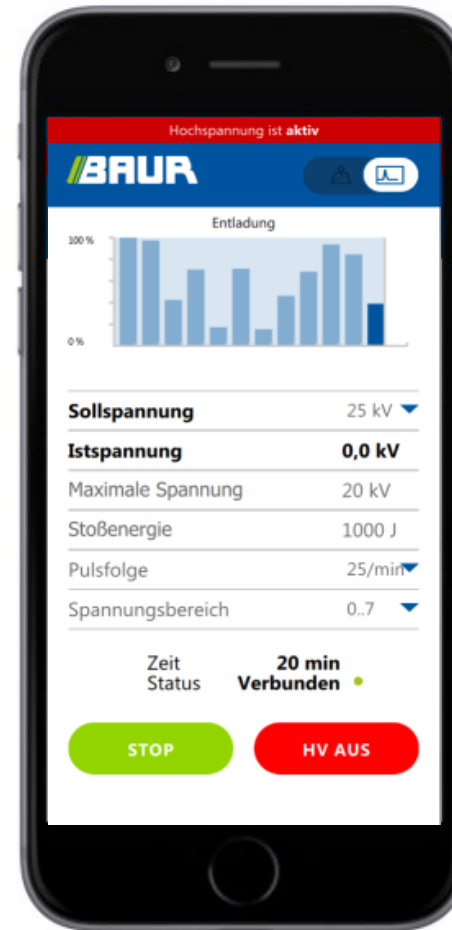 Hochspannung ist aktiv
BAUR
Entladung
100 %
0 %
Sollspannung 25 kV
Istspannung 0,0 kV
Maximale Spannung 20 kV
Stoßenergie 1000 J
Pulsfolge 25/min
Spannungsbereich 0..7
Zeit 20 min
Status Verbunden
STOP HV AUS